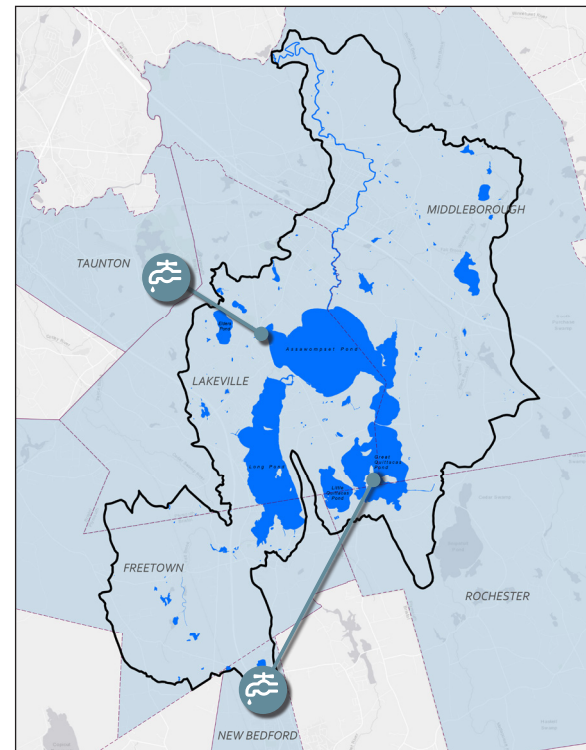 MIDDLEBOROUGH
TAUNTON
Assawompset Pond
LAKEVILLE
Long Pond
Great
Quittacas
Pond
Little
Quittacas
Pond
FREETOWN
ROCHESTER
NEW BEDFORD